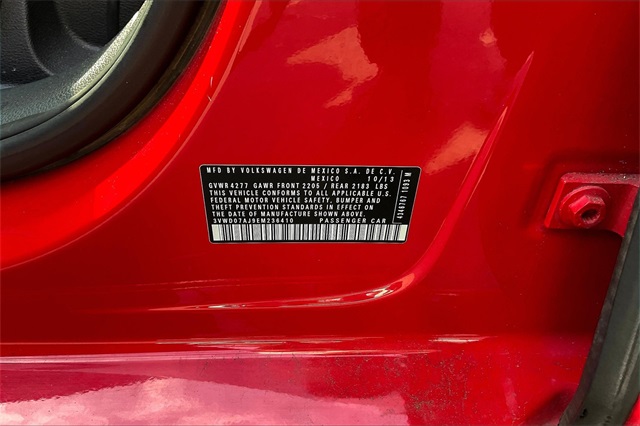 MFD BY VOLKSWAGEN DE MEXICO S.A. DE C.V.
MEXICO 10/13
GVWR 4277 GAWR FRONT 2205 / REAR 2183 LBS
THIS VEHICLE CONFORMS TO ALL APPLICABLE U.S.
FEDERAL MOTOR VEHICLE SAFETY, BUMPER AND
THEFT PREVENTION STANDARDS IN EFFECT ON
THE DATE OF MANUFACTURE SHOWN ABOVE
3VWD07AJ9EM236410 PASSENGER CAR
4346767 1093 M